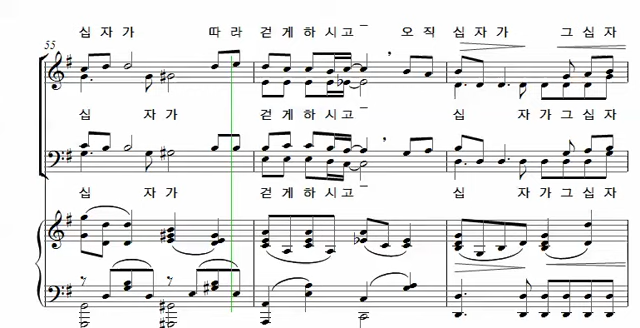 십 자 가 따 라 걷 게 하 시 고 - 오 직 십 자 가 그 십 자
55
십 자 가 걷 게 하 시 고 - 십 자 가 그 십 자
십 자 가 걷 게 하 시 고 - 십 자 가 그 십 자